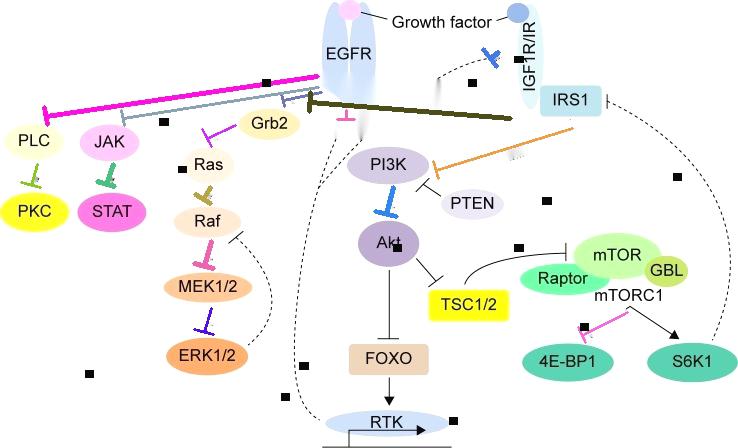 Growth factor
EGFR
IGF1R/IR
IRS1
Grb2
PLC
JAK
Ras
PI3K
PTEN
PKC
STAT
Raf
Akt
mTOR
GBL
Raptor
mTORC1
MEK1/2
TSC1/2
ERK1/2
FOXO
4E-BP1
S6K1
RTK